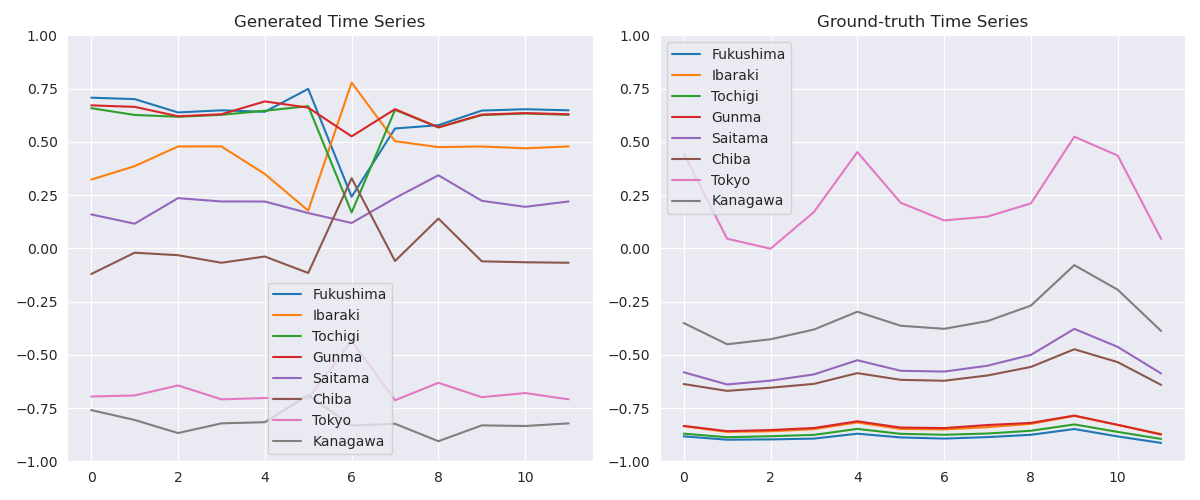 Generated Time Series
1.00
0.75
0.50
0.25
0.00
−0.25
−0.50
−0.75
−1.00
0 2 4 6 8 10
Fukushima
Ibaraki
Tochigi
Gunma
Saitama
Chiba
Tokyo
Kanagawa
Ground-truth Time Series
1.00
0.75
0.50
0.25
0.00
−0.25
−0.50
−0.75
−1.00
0 2 4 6 8 10
Fukushima
Ibaraki
Tochigi
Gunma
Saitama
Chiba
Tokyo
Kanagawa